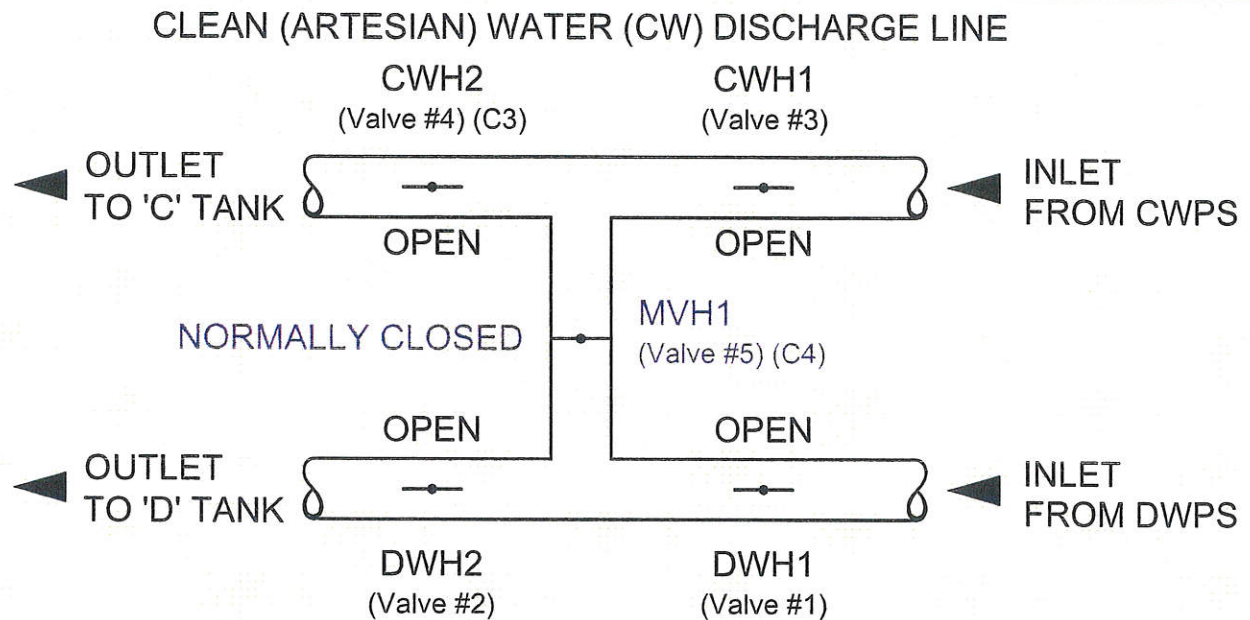 CLEAN (ARTESIAN) WATER (CW) DISCHARGE LINE
CWH2
(Valve #4) (C3)
CWH1
(Valve #3)
OUTLET
TO 'C' TANK
INLET
FROM CWPS
OPEN
OPEN
NORMALLY CLOSED
MVH1
(Valve #5) (C4)
OPEN
OPEN
OUTLET
TO 'D' TANK
INLET
FROM DWPS
DWH2
(Valve #2)
DWH1
(Valve #1)